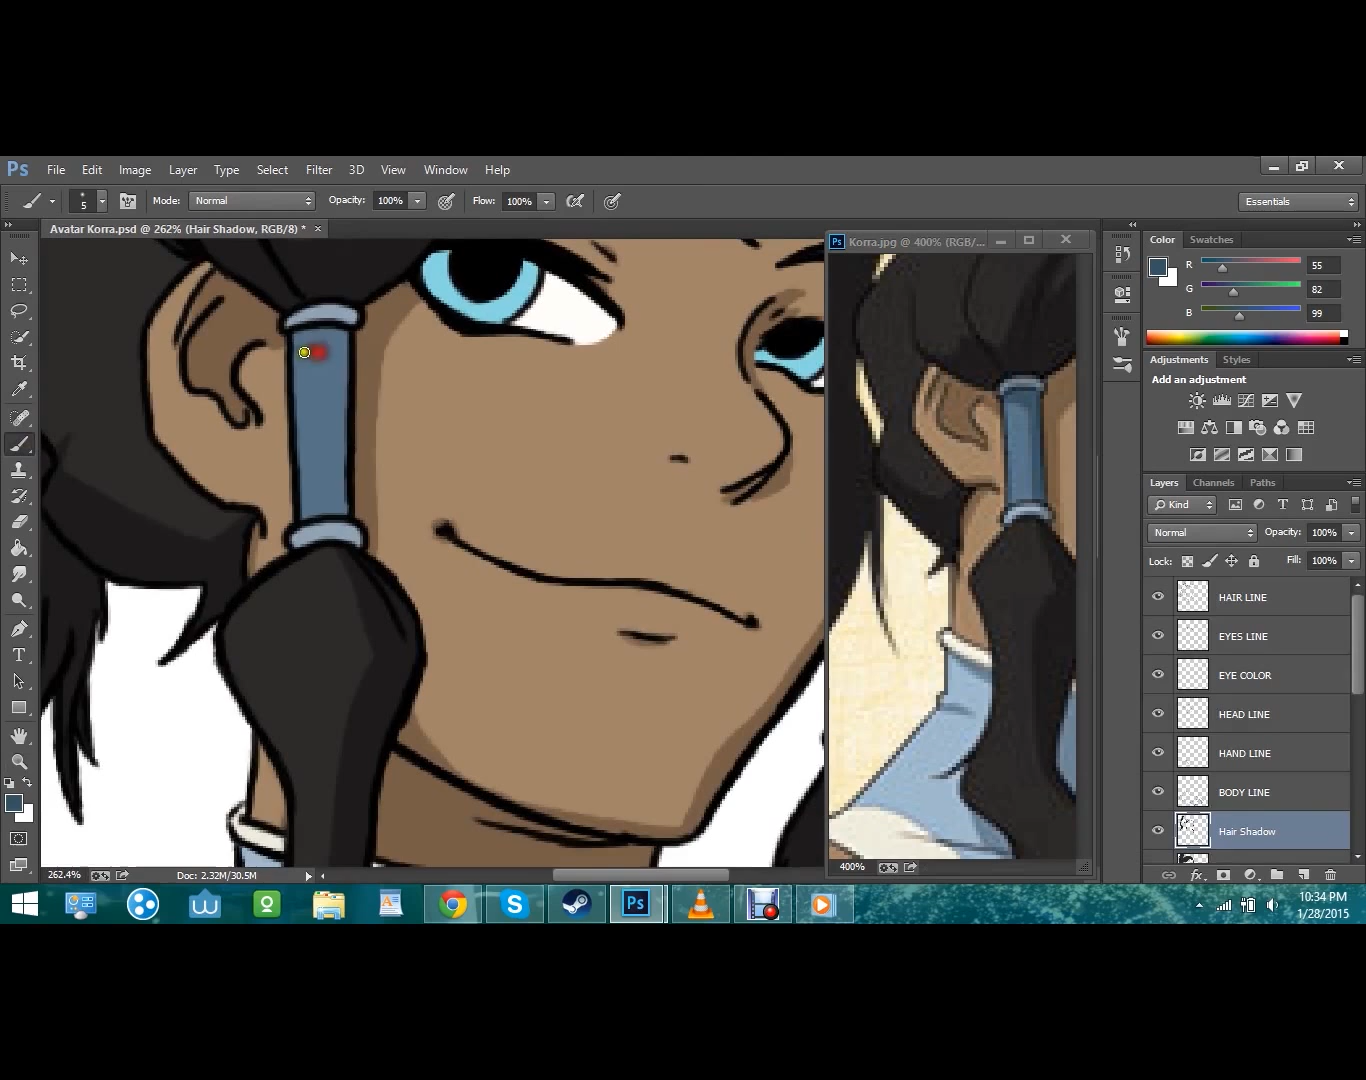 Ps File Edit Image Layer Type Select Filter 3D View Window Help
5 Mode: Normal Opacity: 100% Flow: 100% Essentials
Avatar Korra.psd @ 262% (Hair Shadow, RGB/8) * ×
Ps Korra.jpg @ 400% (RGB/...
Color Swatches
R 55
G 82
B 99
Adjustments Styles
Add an adjustment
Layers Channels Paths
Kind T
Normal Opacity: 100%
Lock: Fill: 100%
HAIR LINE
EYES LINE
EYE COLOR
HEAD LINE
HAND LINE
BODY LINE
Hair Shadow
T
262.4% Doc: 2.32M/30.5M
400%
fx
Ps
10:34 PM
1/28/2015